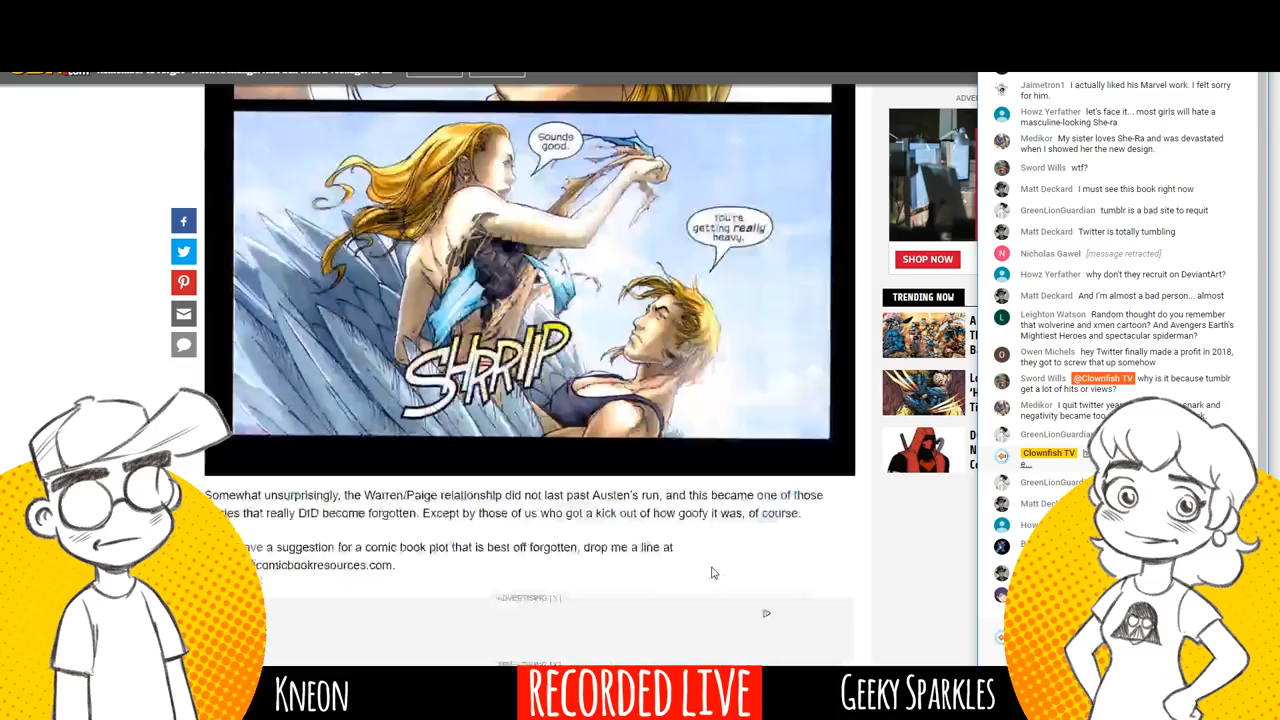 Sounds
good.
You're
getting really
heavy.
SHRRIIP
Somewhat unsurprisingly, the Warren/Paige relationship did not last past Austen's run, and this became one of those
that really DID become forgotten. Except by those of us who got a kick out of how goofy it was, of course.
a suggestion for a comic book plot that is best off forgotten, drop me a line at
SHOP NOW
TRENDING NOW
Jaimetron1 I actually liked his Marvel work. I felt sorry
for him.
Howz Yerfather let's face it... most girls will hate a
masculine-looking She-ra
Medikor My sister loves She-Ra and was devastated
when I showed her the new design.
Sword Wills wtf?
Matt Deckard I must see this book right now
GreenLionGuardian tumblr is a bad site to requit
Matt Deckard Twitter is totally tumbling
N
Nicholas Gawel [message retracted]
Howz Yerfather why don't they recruit on DeviantArt?
Matt Deckard And I'm almost a bad person... almost
L
Leighton Watson Random thought do you remember
that wolverine and xmen cartoon? And Avengers Earth's
Mightiest Heroes and spectacular spiderman?
O
Owen Michels hey Twitter finally made a profit in 2018,
they got to screw that up somehow
Sword Wills @Clownfish TV why is it because tumblr
get a lot of hits or views?
Medikor I quit twitter snark and
negativity became
Clownfish TV
KNEON
RECORDED LIVE
GEEKY SPARKLES